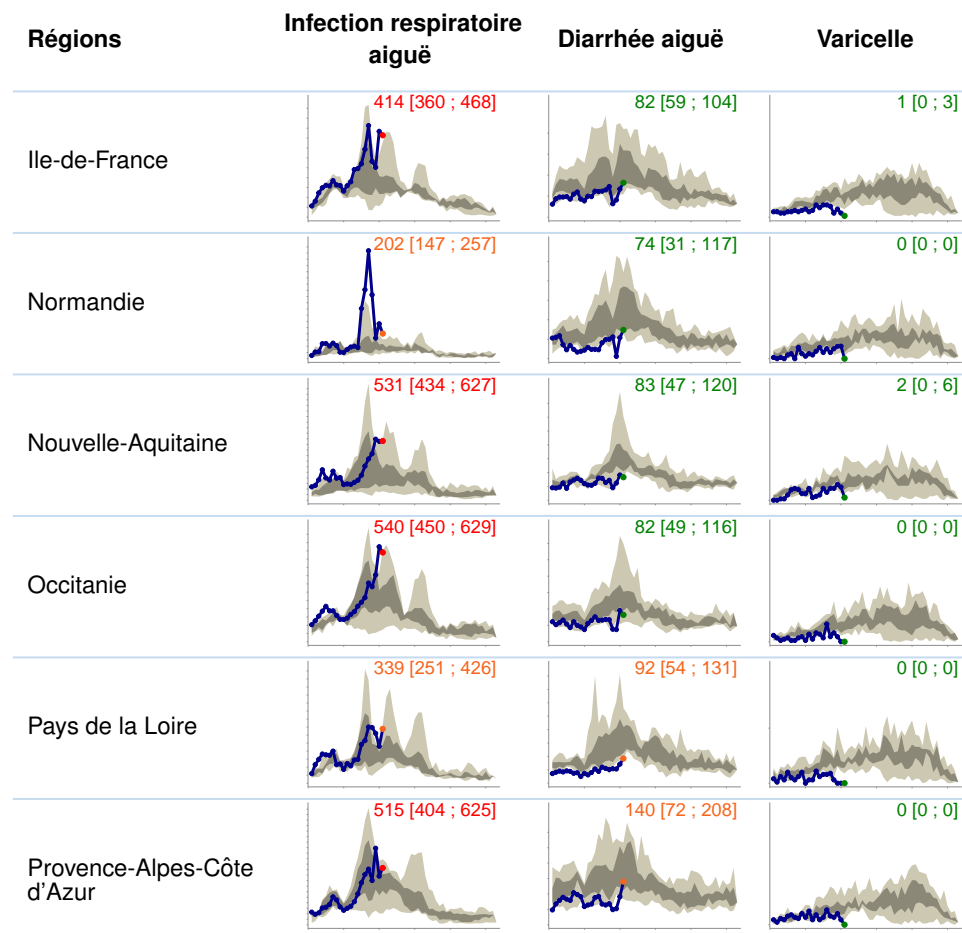 Régions
Infection respiratoire
aiguë
Diarrhée aiguë
Varicelle
Ile-de-France
414 [360 ; 468]
82 [59 ; 104]
1 [0 ; 3]
Normandie
202 [147 ; 257]
74 [31 ; 117]
0 [0 ; 0]
Nouvelle-Aquitaine
531 [434 ; 627]
83 [47 ; 120]
2 [0 ; 6]
Occitanie
540 [450 ; 629]
82 [49 ; 116]
0 [0 ; 0]
Pays de la Loire
339 [251 ; 426]
92 [54 ; 131]
0 [0 ; 0]
Provence-Alpes-Côte
d'Azur
515 [404 ; 625]
140 [72 ; 208]
0 [0 ; 0]